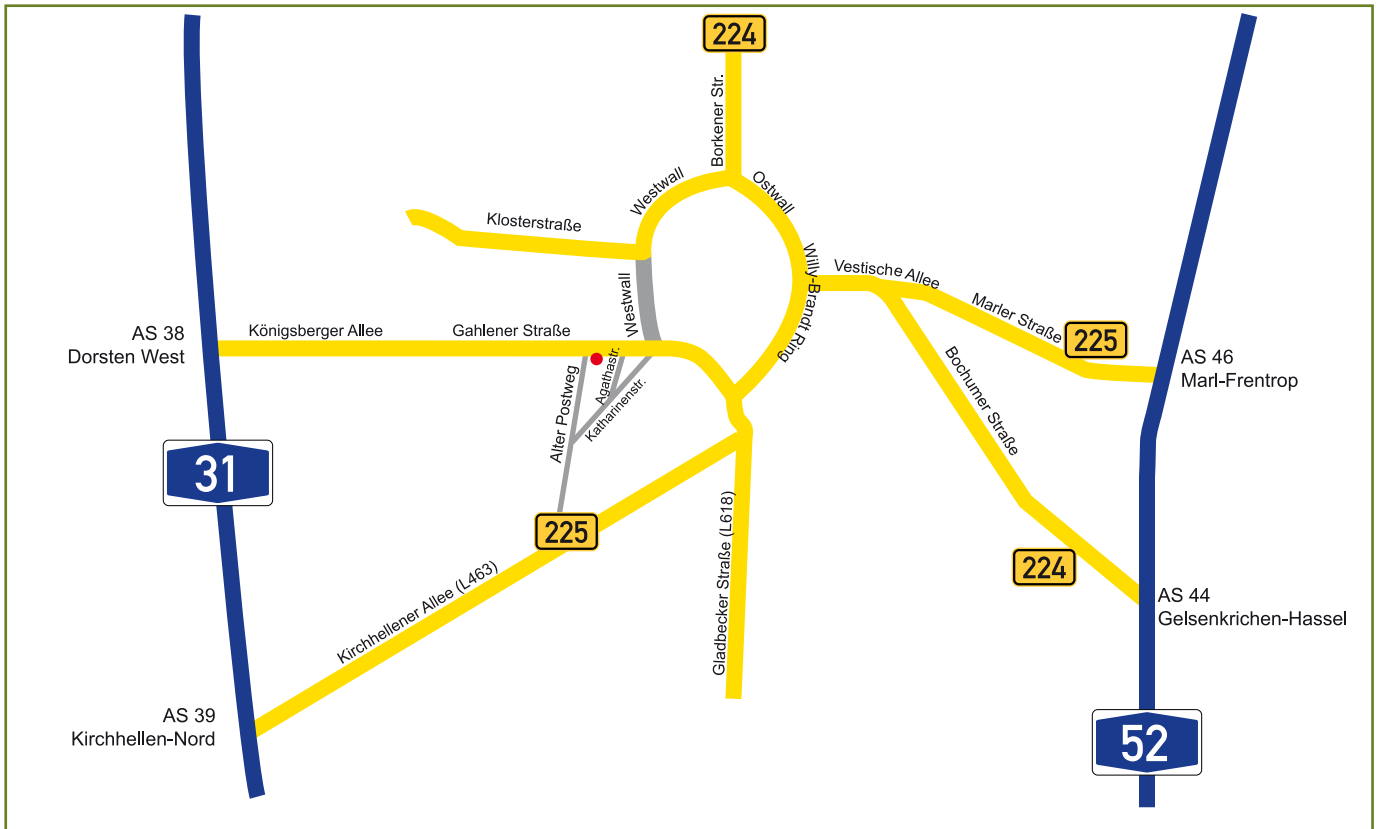 224
Borkener Str.
Westwall
Ostwall
Klosterstraße
Willy-Brandt Ring
Vestische Allee
Westwall
Marler Straße
225
AS 38
Dorsten West
Königsberger Allee
Gahlener Straße
AS 46
Marl-Frentrop
Agathastr.
Katharinenstr.
Alter Postweg
Bochumer Straße
31
225
Gladbecker Straße (L618)
224
Kirchhellener Allee (L463)
AS 44
Gelsenkrichen-Hassel
AS 39
Kirchhellen-Nord
52